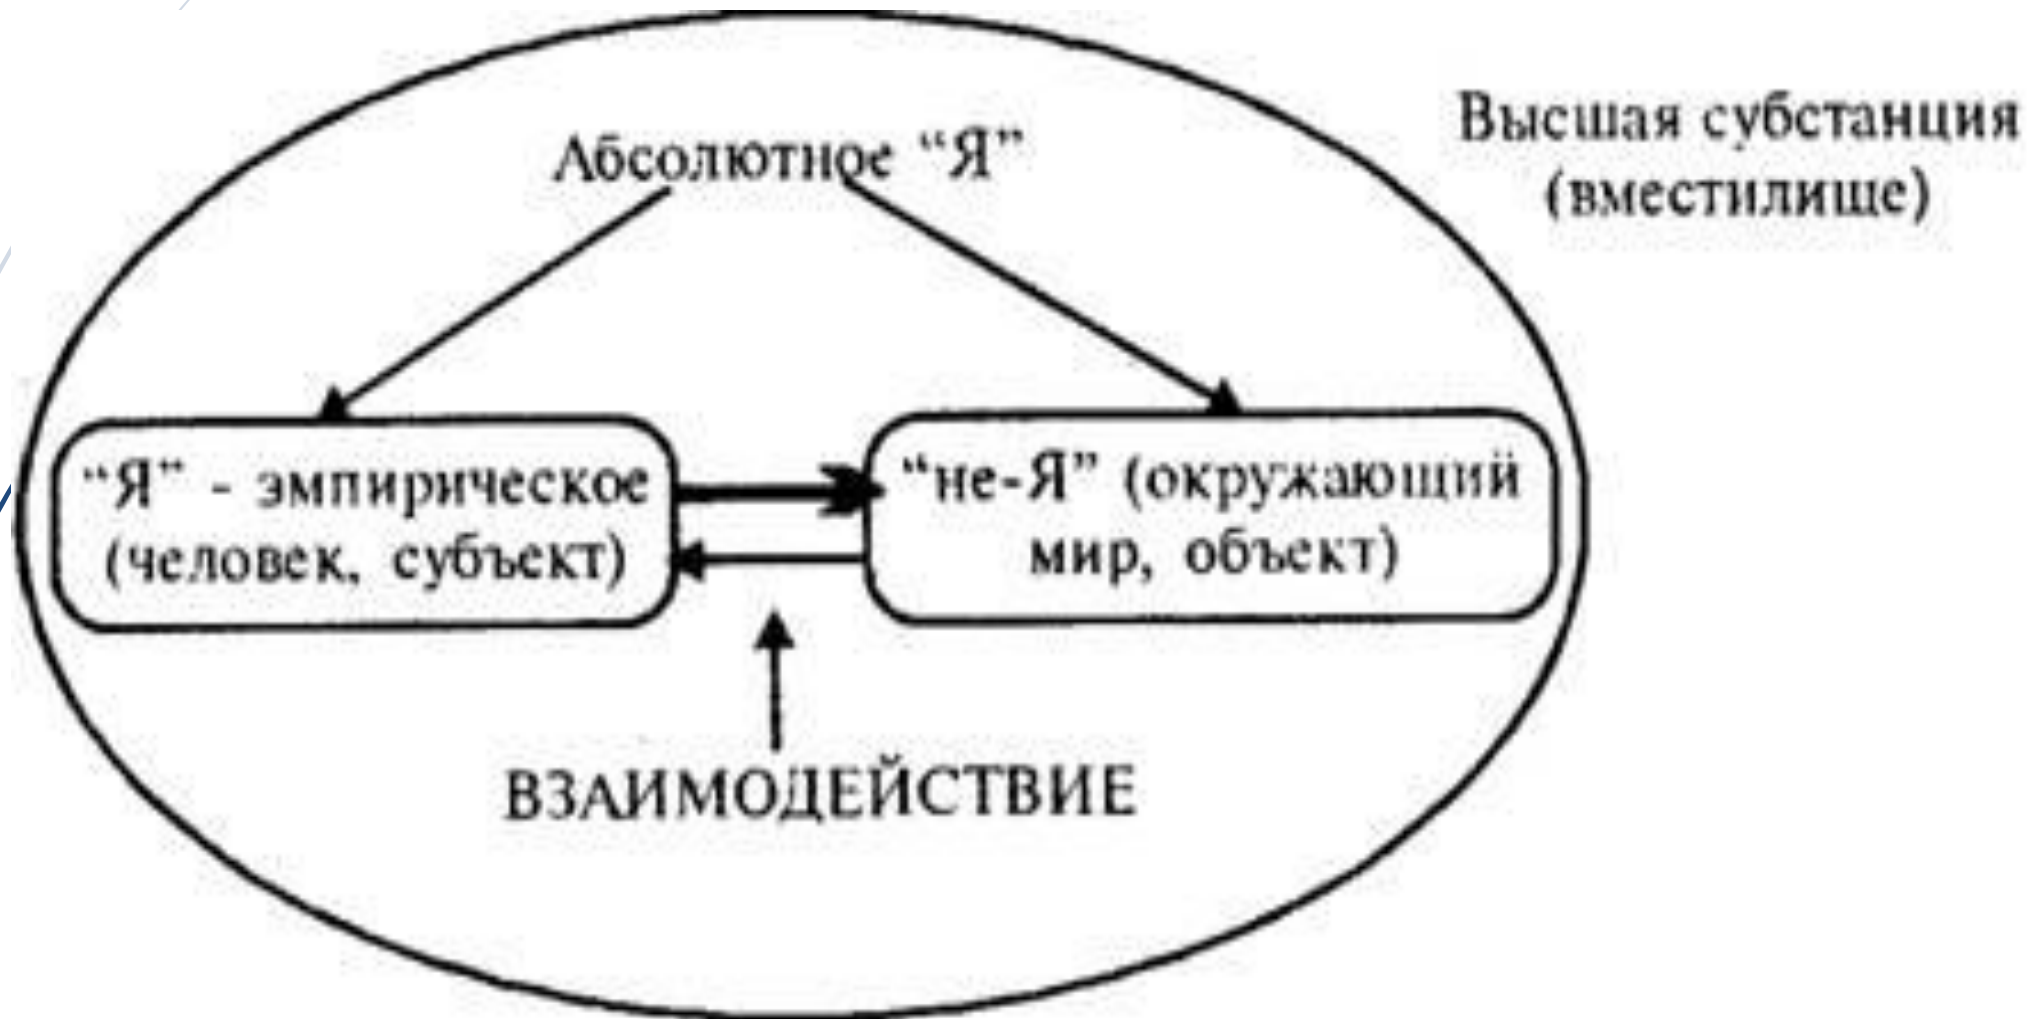 Высшая субстанция
(вместилище)
Абсолютное “Я”
“Я” - эмпирическое
(человек, субъект)
“не-Я” (окружающий
мир, объект)
ВЗАИМОДЕЙСТВИЕ